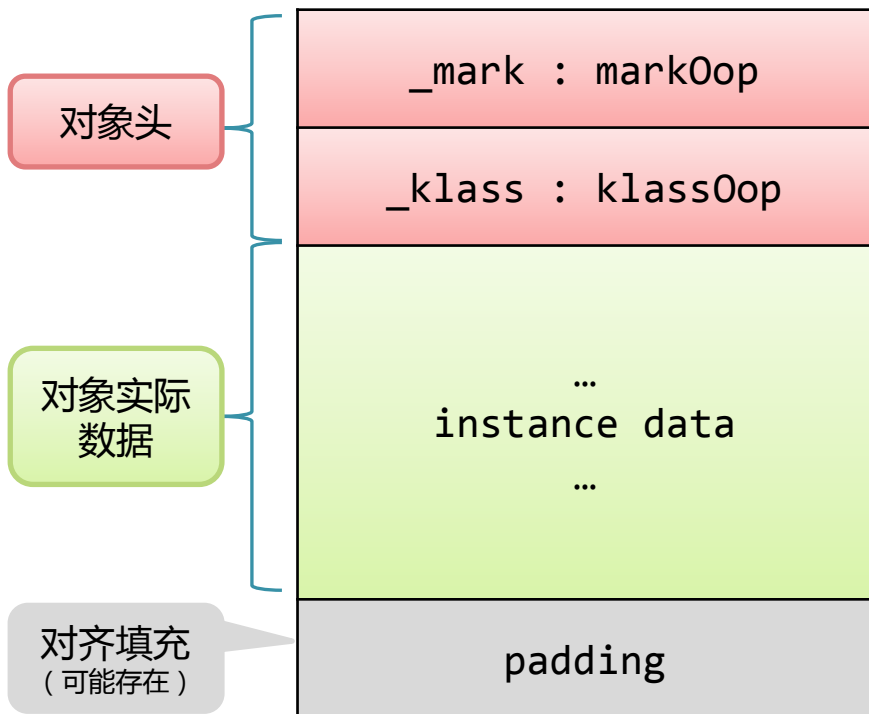 _mark : markOop
对象头
_klass : klassOop
…
对象实际
数据
instance data
…
对齐填充
（可能存在）
padding